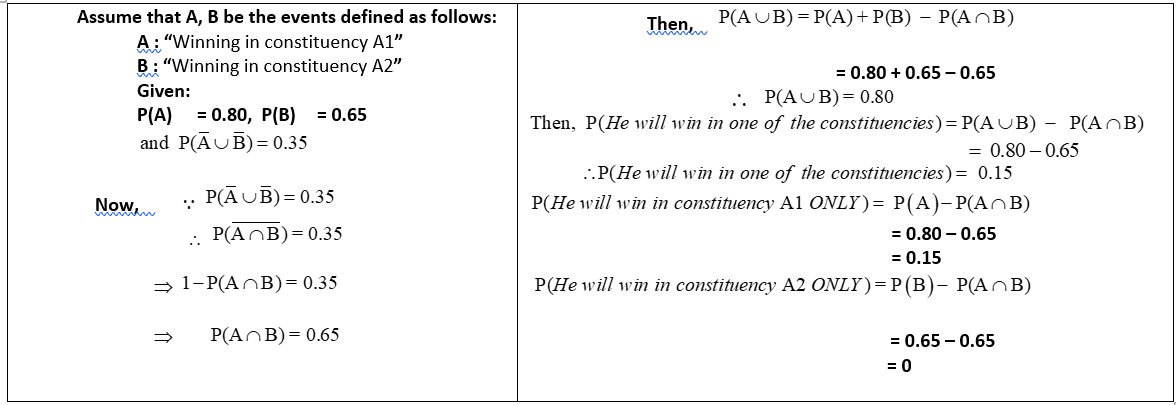 Assume that A, B be the events defined as follows:
A : “Winning in constituency A1”
B : “Winning in constituency A2”
Given:
P(A) = 0.80, P(B) = 0.65
and P(A̅ ∪ B̅) = 0.35
Now, ∵ P(A̅ ∪ B̅) = 0.35
∴ P(A̅ ̅∩̅ ̅B̅) = 0.35
⇒ 1 − P(A ∩ B) = 0.35
⇒ P(A ∩ B) = 0.65
Then, P(A ∪ B) = P(A) + P(B) − P(A ∩ B)
= 0.80 + 0.65 – 0.65
∴ P(A ∪ B) = 0.80
Then, P(He will win in one of the constituencies) = P(A ∪ B) − P(A ∩ B)
= 0.80 − 0.65
∴ P(He will win in one of the constituencies) = 0.15
P(He will win in constituency A1 ONLY) = P(A) − P(A ∩ B)
= 0.80 – 0.65
= 0.15
P(He will win in constituency A2 ONLY) = P(B) − P(A ∩ B)
= 0.65 – 0.65
= 0